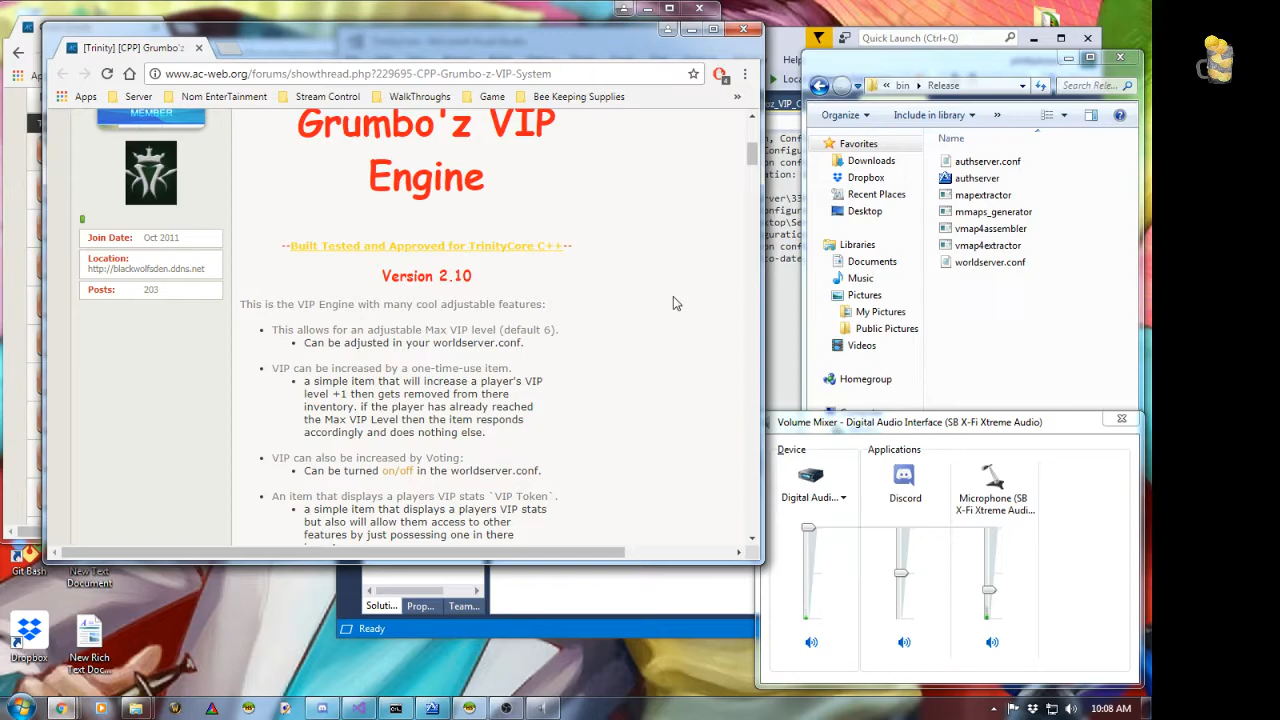 [Trinity] [CPP] Grumbo'z
www.ac-web.org/forums/showthread.php?229695-CPP-Grumbo-z-VIP-System
Apps
Server
Nom EnterTainment
Stream Control
WalkThroughs
Game
Bee Keeping Supplies
»
MEMBER
Join Date: Oct 2011
Location:
http://blackwolfsden.ddns.net
Posts: 203
Grumbo'z VIP
Engine
--Built Tested and Approved for TrinityCore C++--
Version 2.10
This is the VIP Engine with many cool adjustable features:
This allows for an adjustable Max VIP level (default 6).
Can be adjusted in your worldserver.conf.
VIP can be increased by a one-time-use item.
a simple item that will increase a player's VIP
level +1 then gets removed from there
inventory. if the player has already reached
the Max VIP Level then the item responds
accordingly and does nothing else.
VIP can also be increased by Voting:
Can be turned on/off in the worldserver.conf.
An item that displays a players VIP stats `VIP Token`.
a simple item that displays a players VIP stats
but also will allow them access to other
features by just possessing one in there
Quick Launch (Ctrl+Q)
« bin ▸ Release
Search Rele...
Organize
Include in library
»
Name
Favorites
Downloads
Dropbox
Recent Places
Desktop
Libraries
Documents
Music
Pictures
My Pictures
Public Pictures
Videos
Homegroup
authserver.conf
authserver
mapextractor
mmaps_generator
vmap4assembler
vmap4extractor
worldserver.conf
Volume Mixer - Digital Audio Interface (SB X-Fi Xtreme Audio)
Device
Applications
Digital Audi...
Discord
Microphone (SB
X-Fi Xtreme Audi...
Git Bash
New Text
Document
Dropbox
New Rich
Text Doc...
Soluti...
Prop...
Team...
Ready
10:08 AM